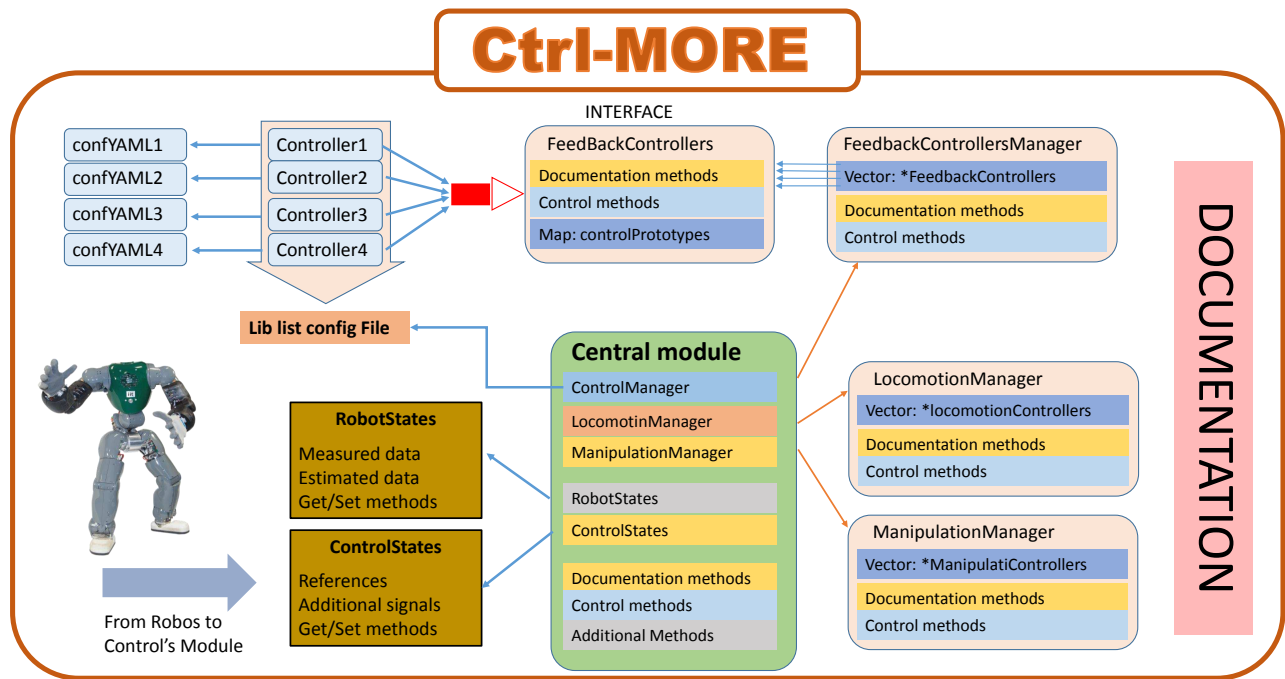 Ctrl-MORE
INTERFACE
confYAML1
confYAML2
confYAML3
confYAML4
Controller1
Controller2
Controller3
Controller4
Lib list config File
FeedBackControllers
Documentation methods
Control methods
Map: controlPrototypes
FeedbackControllersManager
Vector: *FeedbackControllers
Documentation methods
Control methods
DOCUMENTATION
Central module
ControlManager
LocomotinManager
ManipulationManager
RobotStates
ControlStates
Documentation methods
Control methods
Additional Methods
LocomotionManager
Vector: *locomotionControllers
Documentation methods
Control methods
ManipulationManager
Vector: *ManipulatiControllers
Documentation methods
Control methods
RobotStates
Measured data
Estimated data
Get/Set methods
ControlStates
References
Additional signals
Get/Set methods
From Robos to
Control's Module